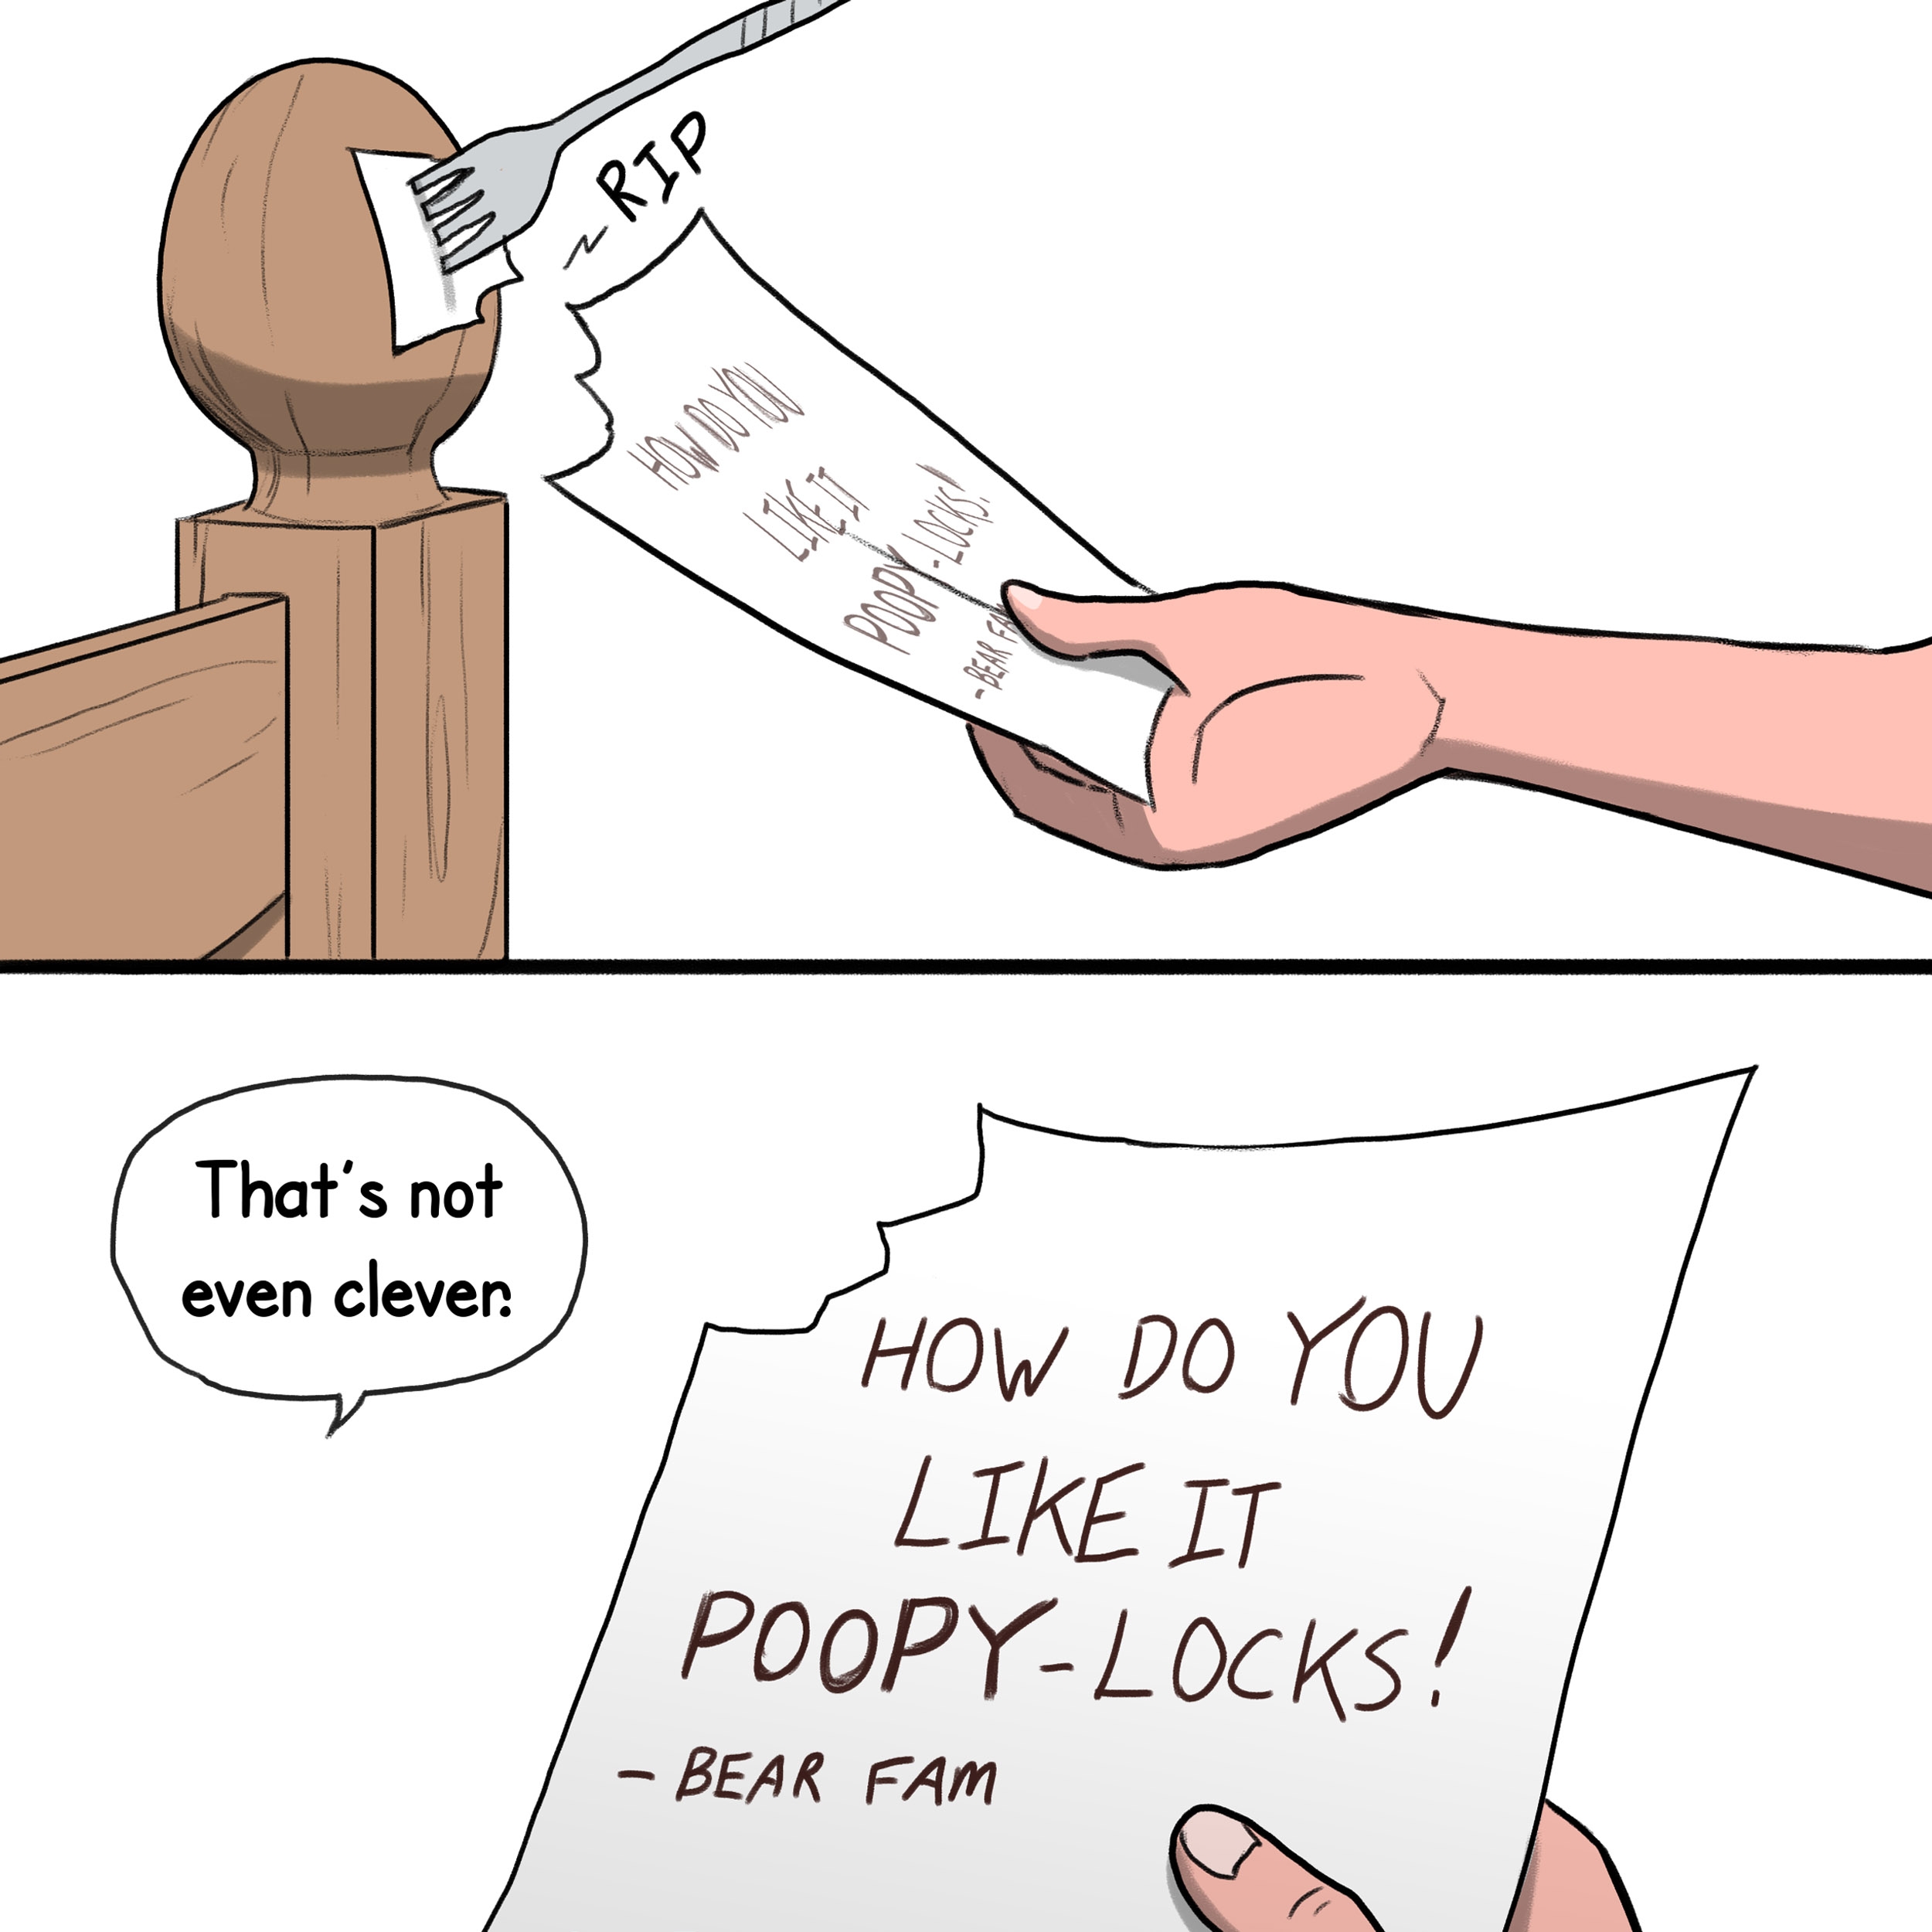 RIP
HOW DO YOU
LIKE IT
POOPY-LOCKS!
- BEAR FAM
That's not
even clever.
HOW DO YOU
LIKE IT
POOPY-LOCKS!
- BEAR FAM